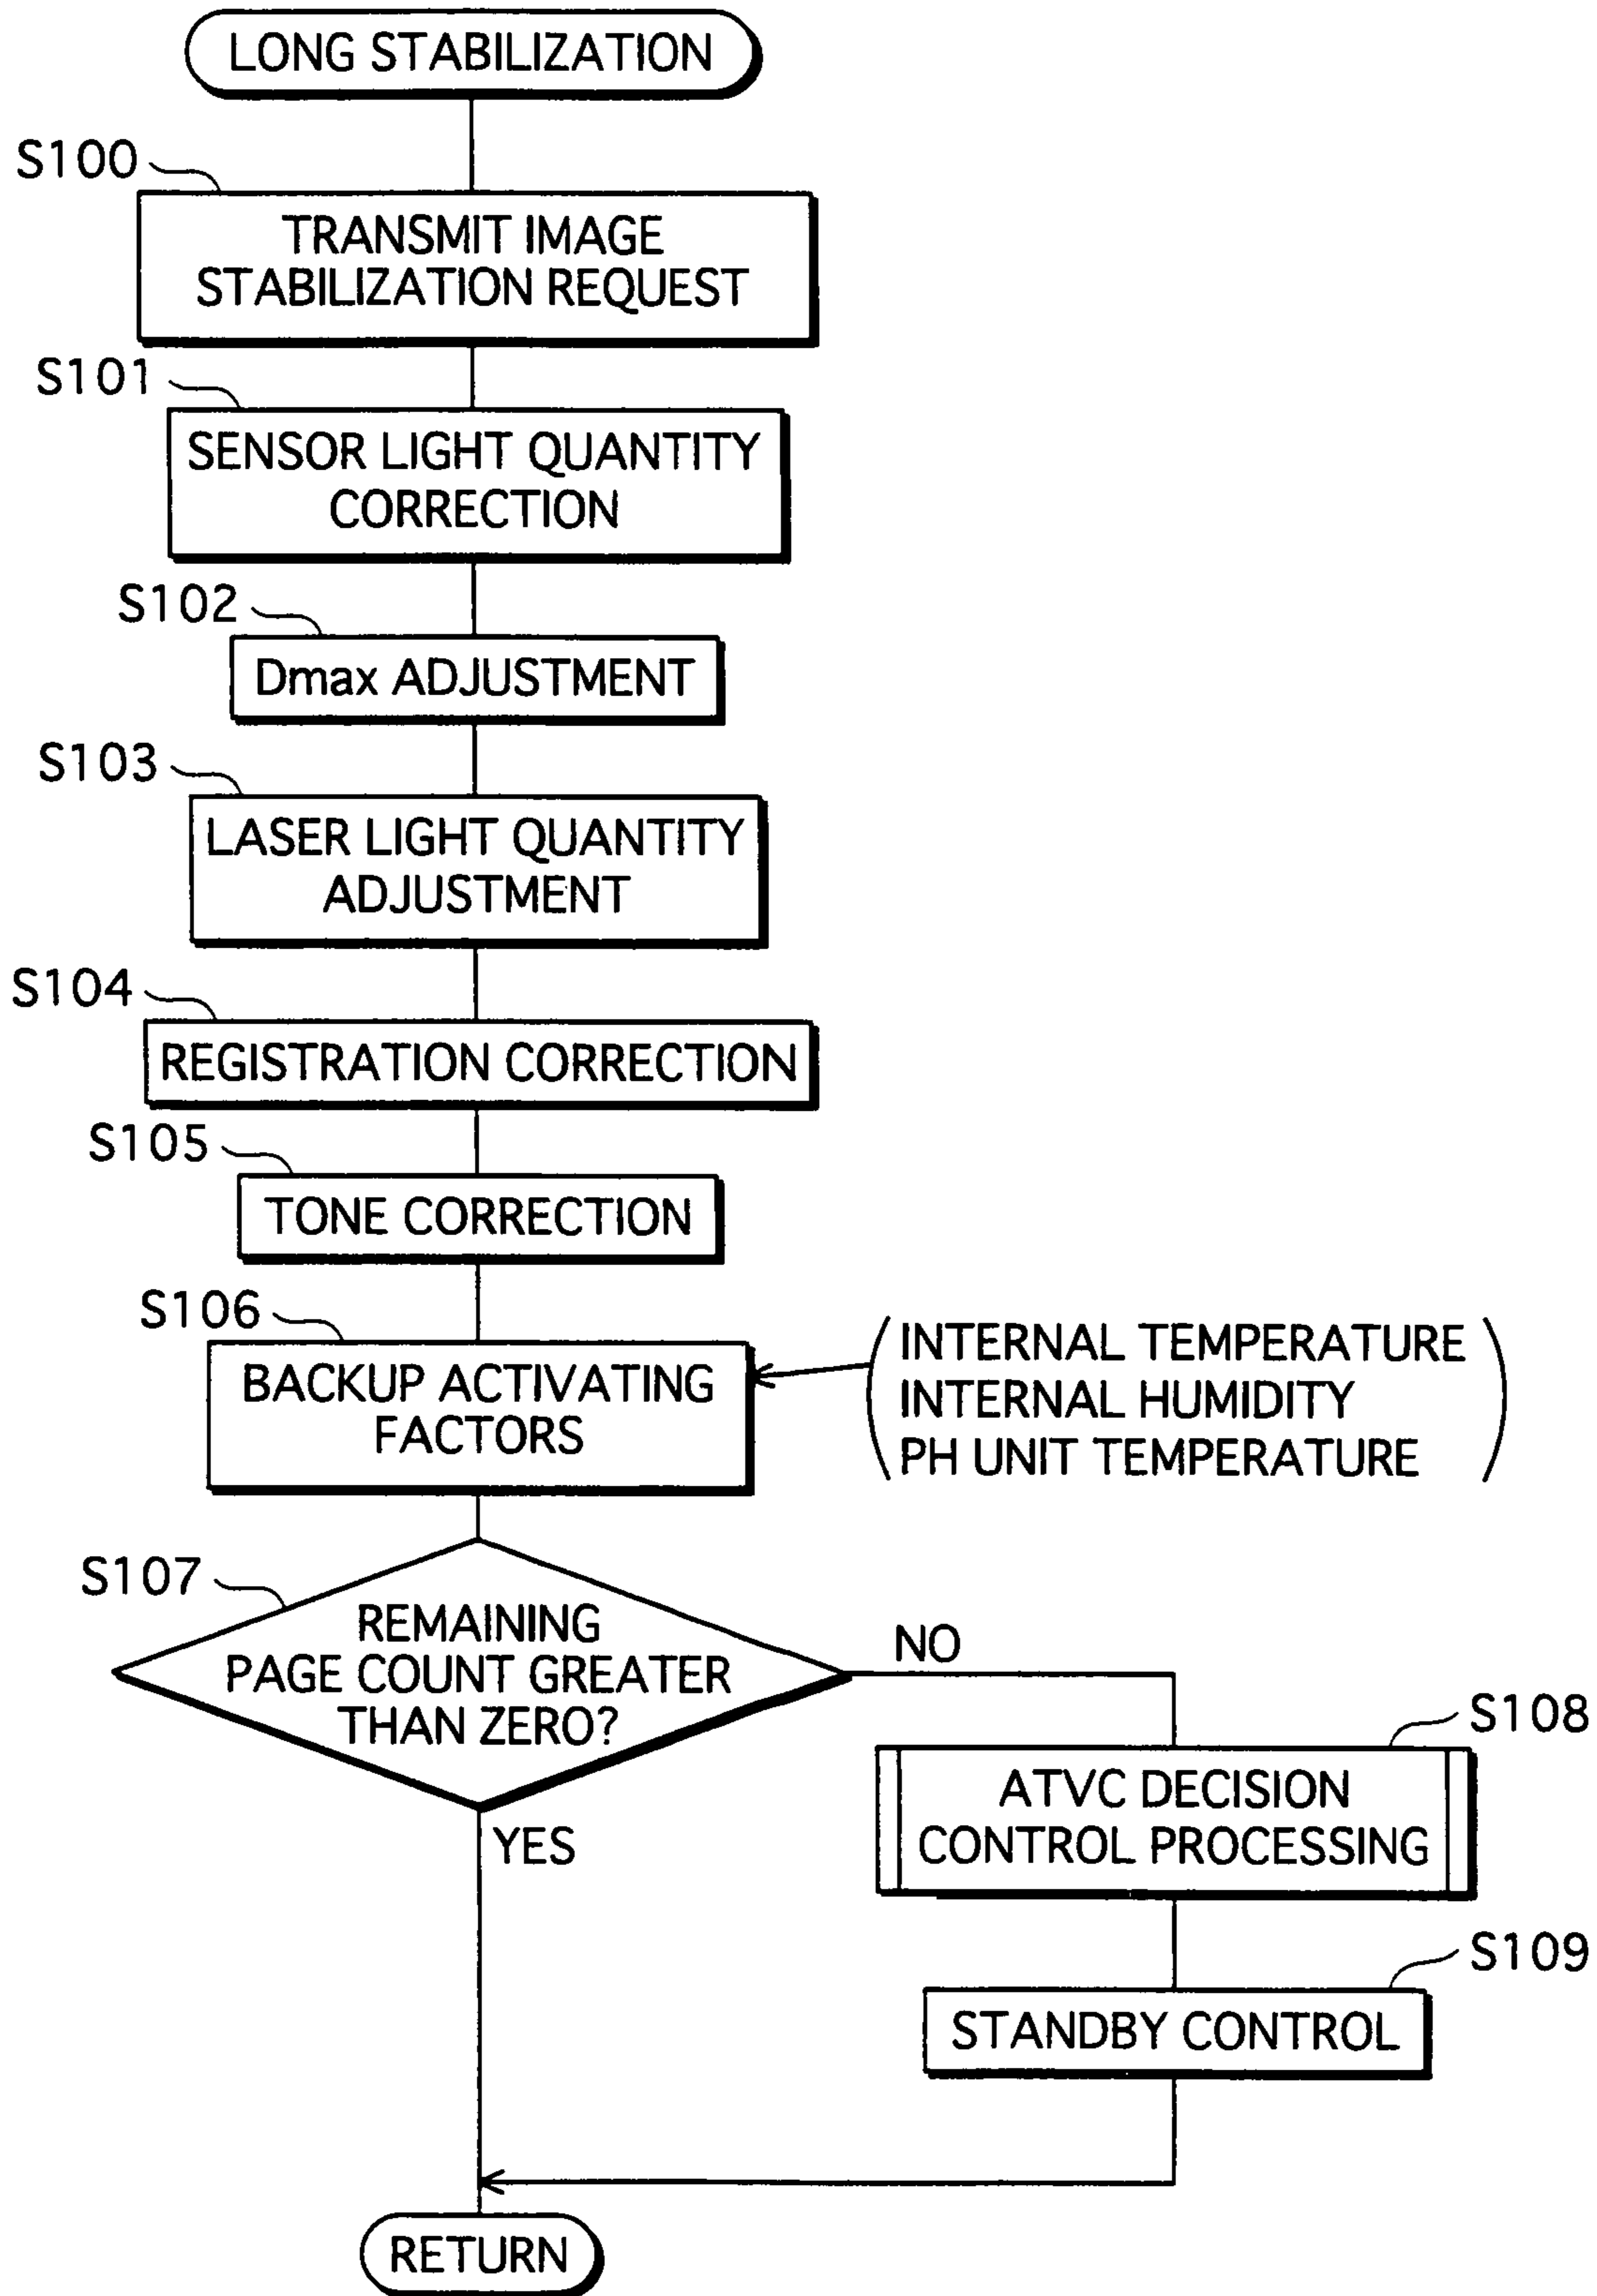 LONG STABILIZATION
S100
TRANSMIT IMAGE
STABILIZATION REQUEST
S101
SENSOR LIGHT QUANTITY
CORRECTION
S102
Dmax ADJUSTMENT
S103
LASER LIGHT QUANTITY
ADJUSTMENT
S104
REGISTRATION CORRECTION
S105
TONE CORRECTION
S106
BACKUP ACTIVATING
FACTORS
INTERNAL TEMPERATURE
INTERNAL HUMIDITY
PH UNIT TEMPERATURE
S107
REMAINING
PAGE COUNT GREATER
THAN ZERO?
NO
YES
S108
ATVC DECISION
CONTROL PROCESSING
S109
STANDBY CONTROL
RETURN